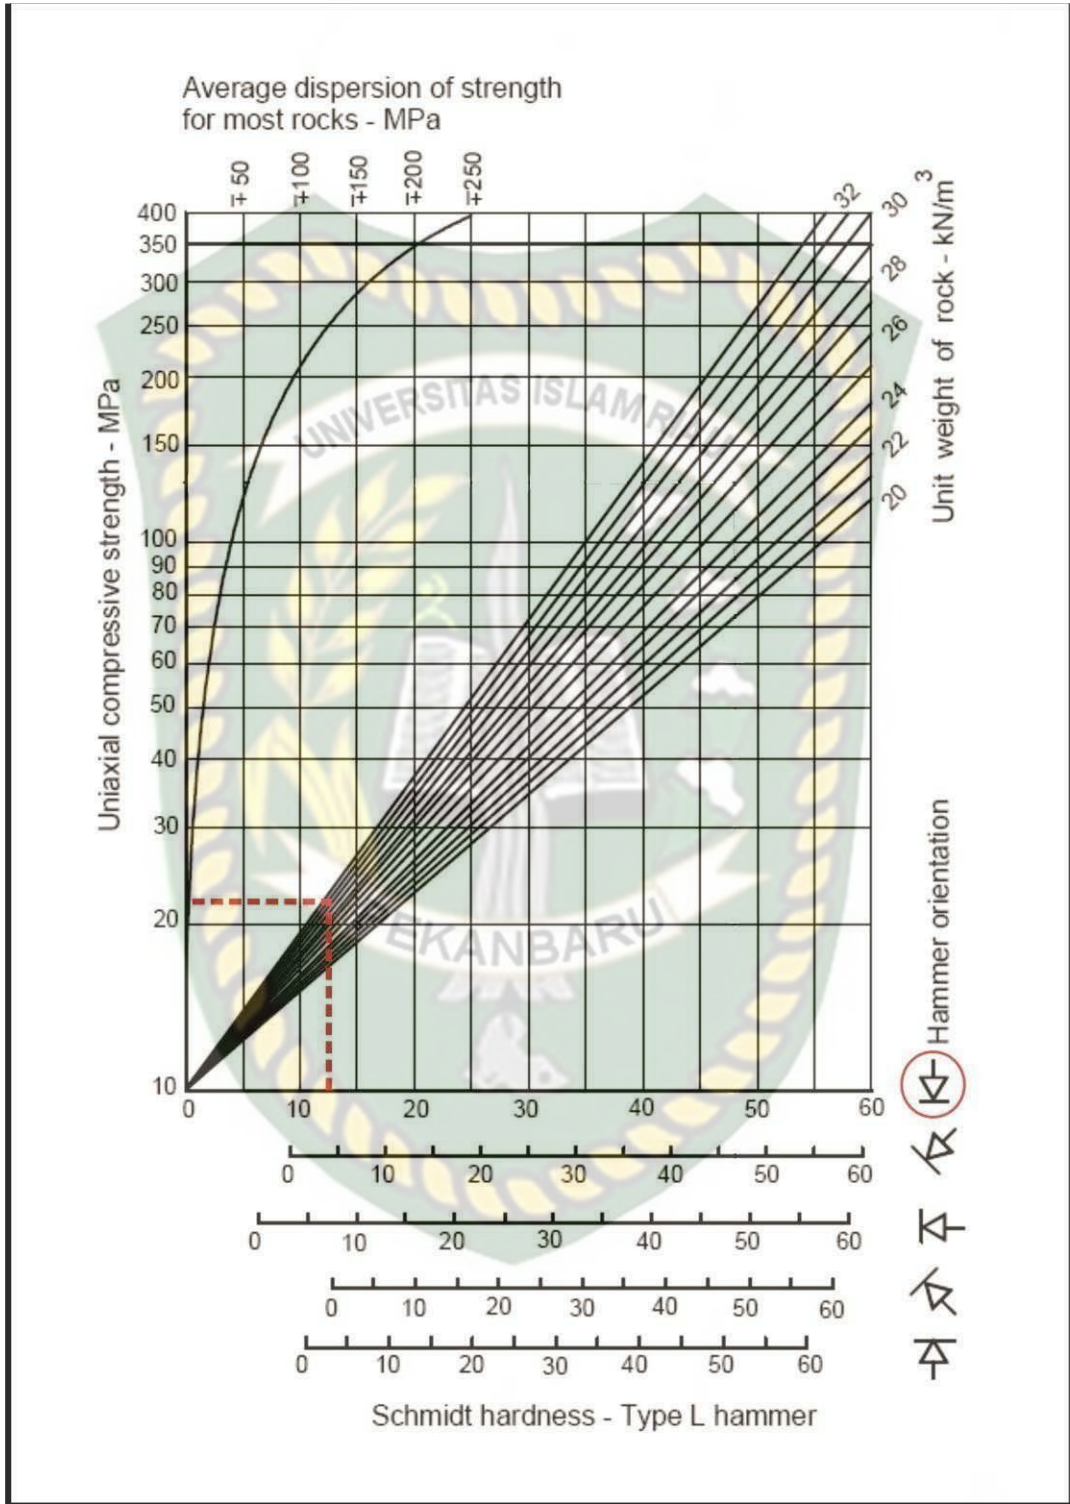 Average dispersion of strength
for most rocks - MPa
∓ 50
∓100
∓150
∓200
∓250
32
30
28
26
24
22
20
Unit weight of rock - kN/m³
400
350
300
250
200
150
100
90
80
70
60
50
40
30
20
10
Uniaxial compressive strength - MPa
UNIVERSITAS ISLAM RIAU
EKANBARU
Hammer orientation
0 10 20 30 40 50 60
0 10 20 30 40 50 60
0 10 20 30 40 50 60
0 10 20 30 40 50 60
0 10 20 30 40 50 60
Schmidt hardness - Type L hammer